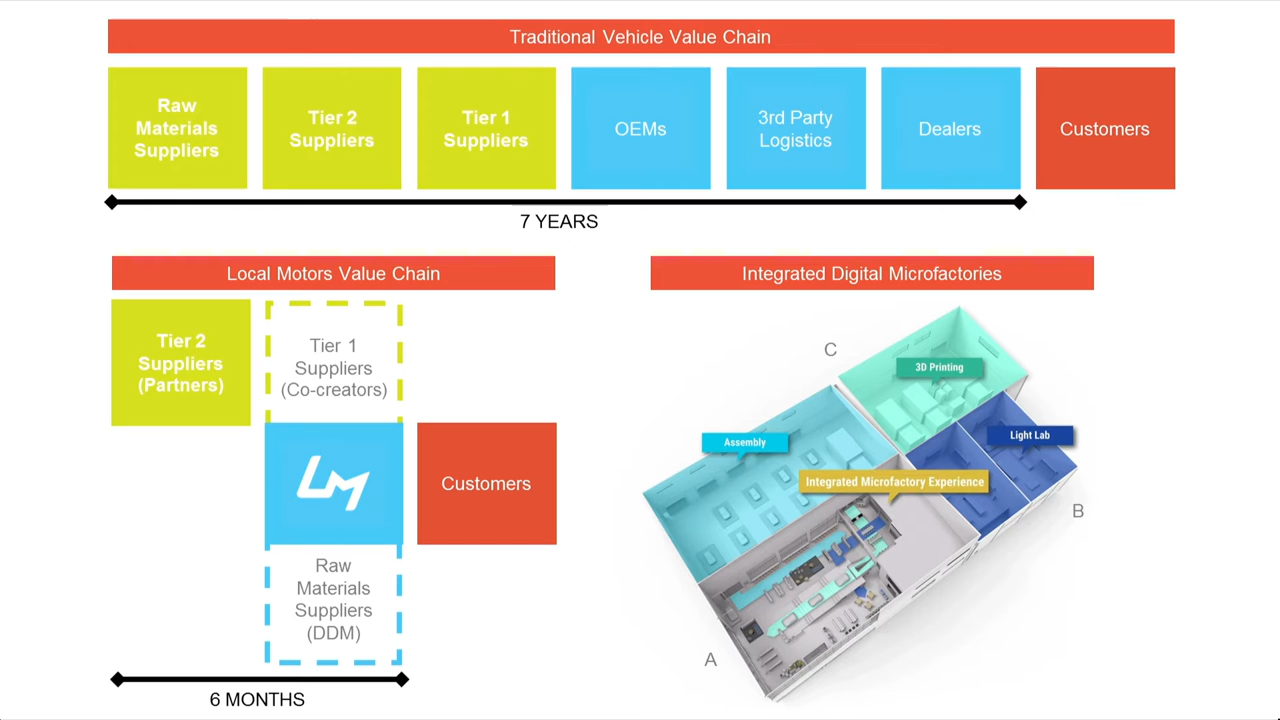 Traditional Vehicle Value Chain
Raw
Materials
Suppliers
Tier 2
Suppliers
Tier 1
Suppliers
OEMs
3rd Party
Logistics
Dealers
Customers
7 YEARS
Local Motors Value Chain
Tier 2
Suppliers
(Partners)
Tier 1
Suppliers
(Co-creators)
LM
Customers
Raw
Materials
Suppliers
(DDM)
6 MONTHS
Integrated Digital Microfactories
C
3D Printing
Assembly
Light Lab
Integrated Microfactory Experience
B
A